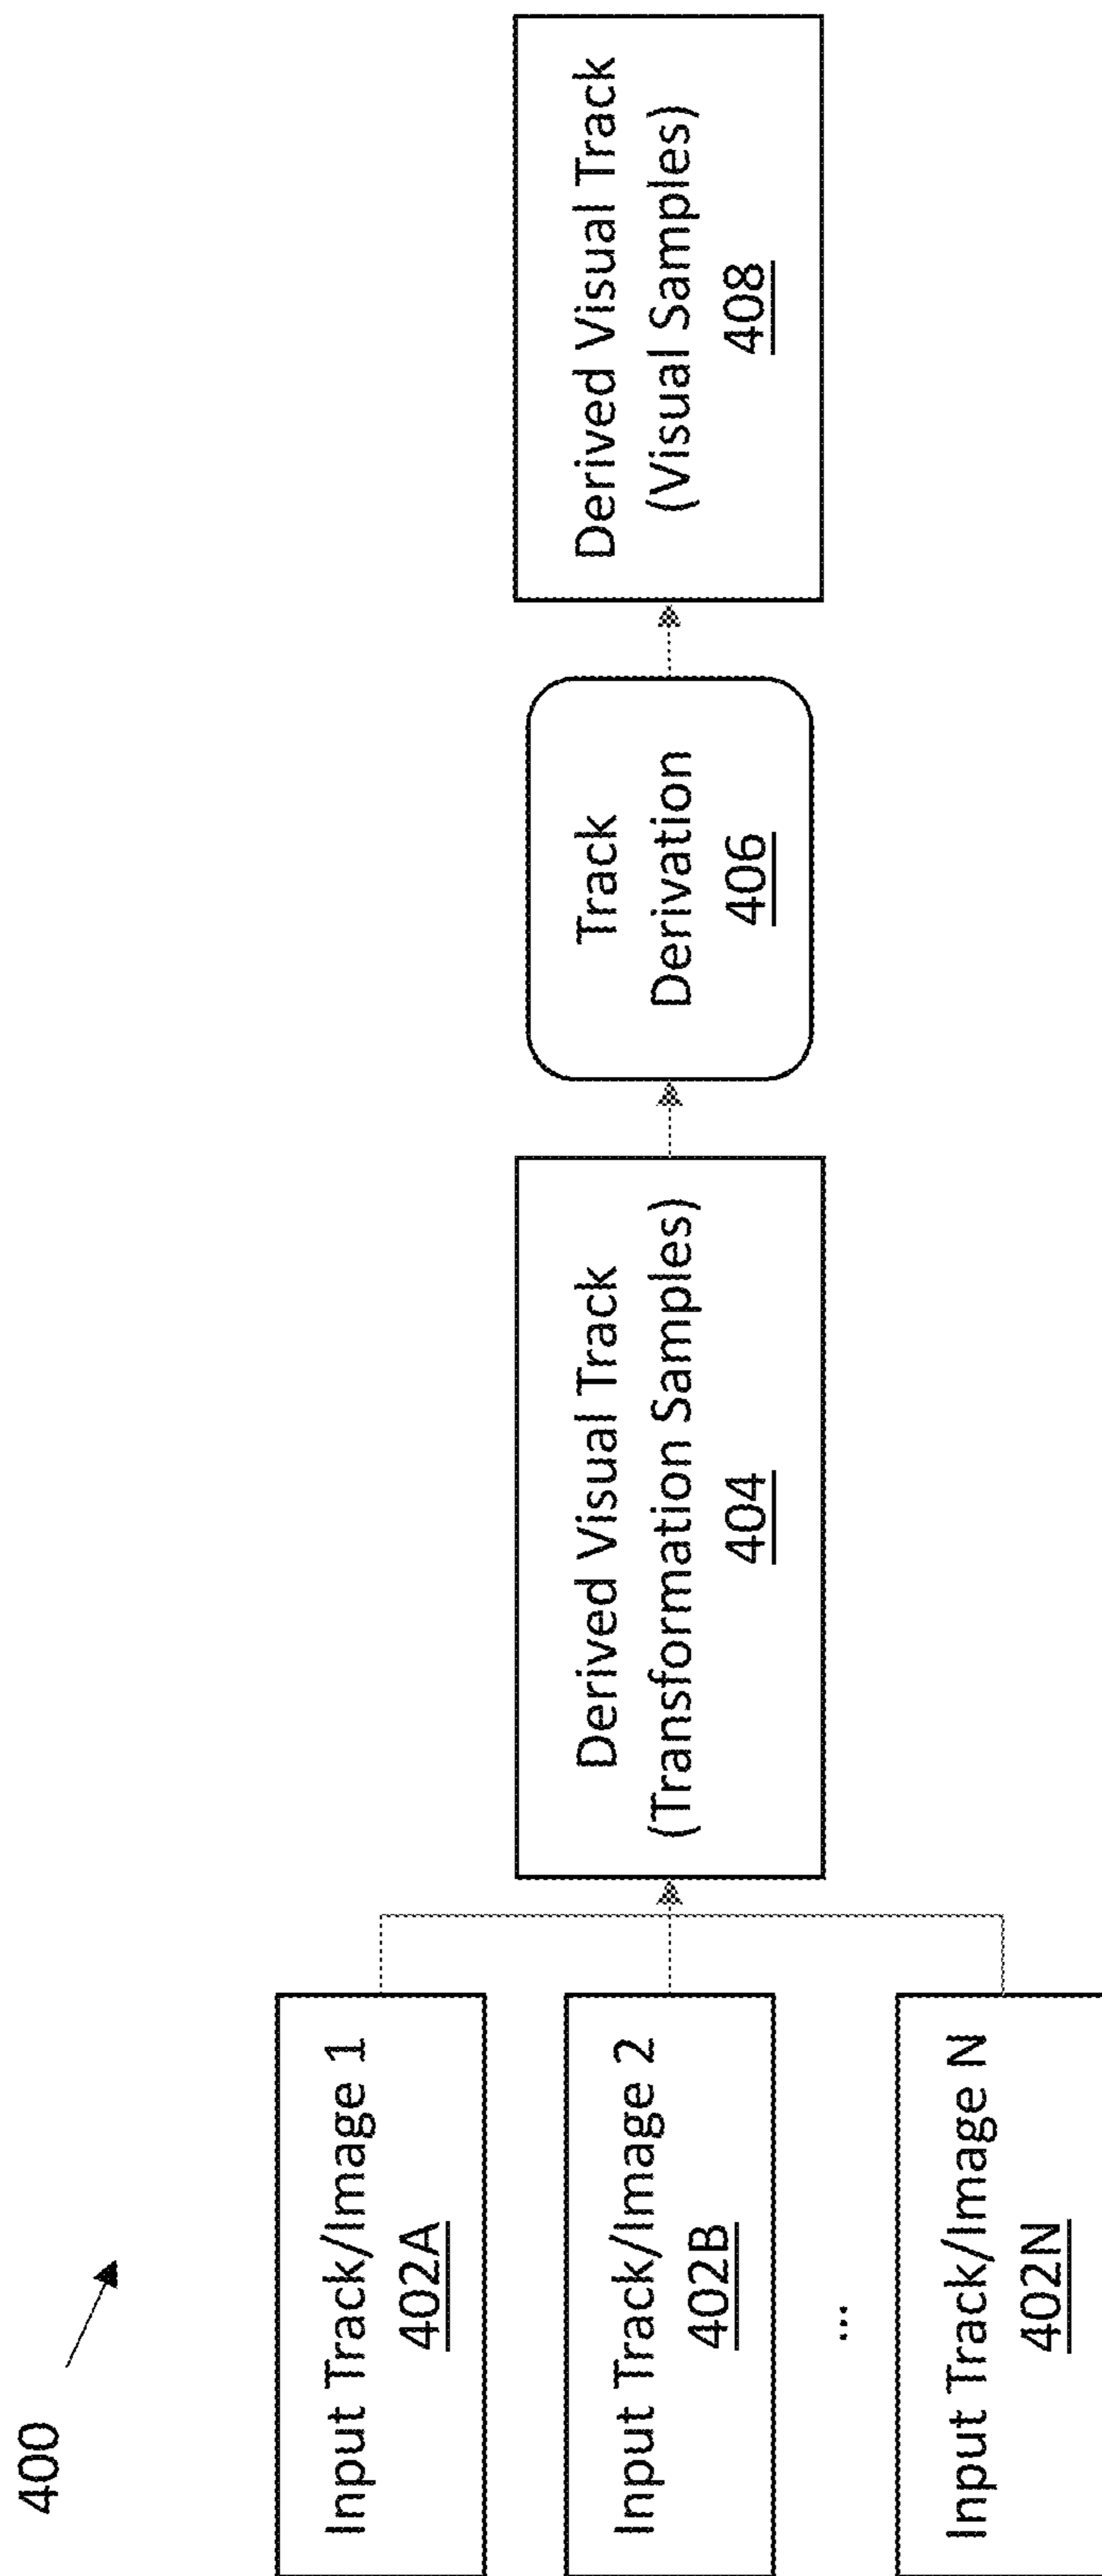 400
Input Track/Image 1
402A
Input Track/Image 2
402B
...
Input Track/Image N
402N
Derived Visual Track
(Transformation Samples)
404
Track
Derivation
406
Derived Visual Track
(Visual Samples)
408